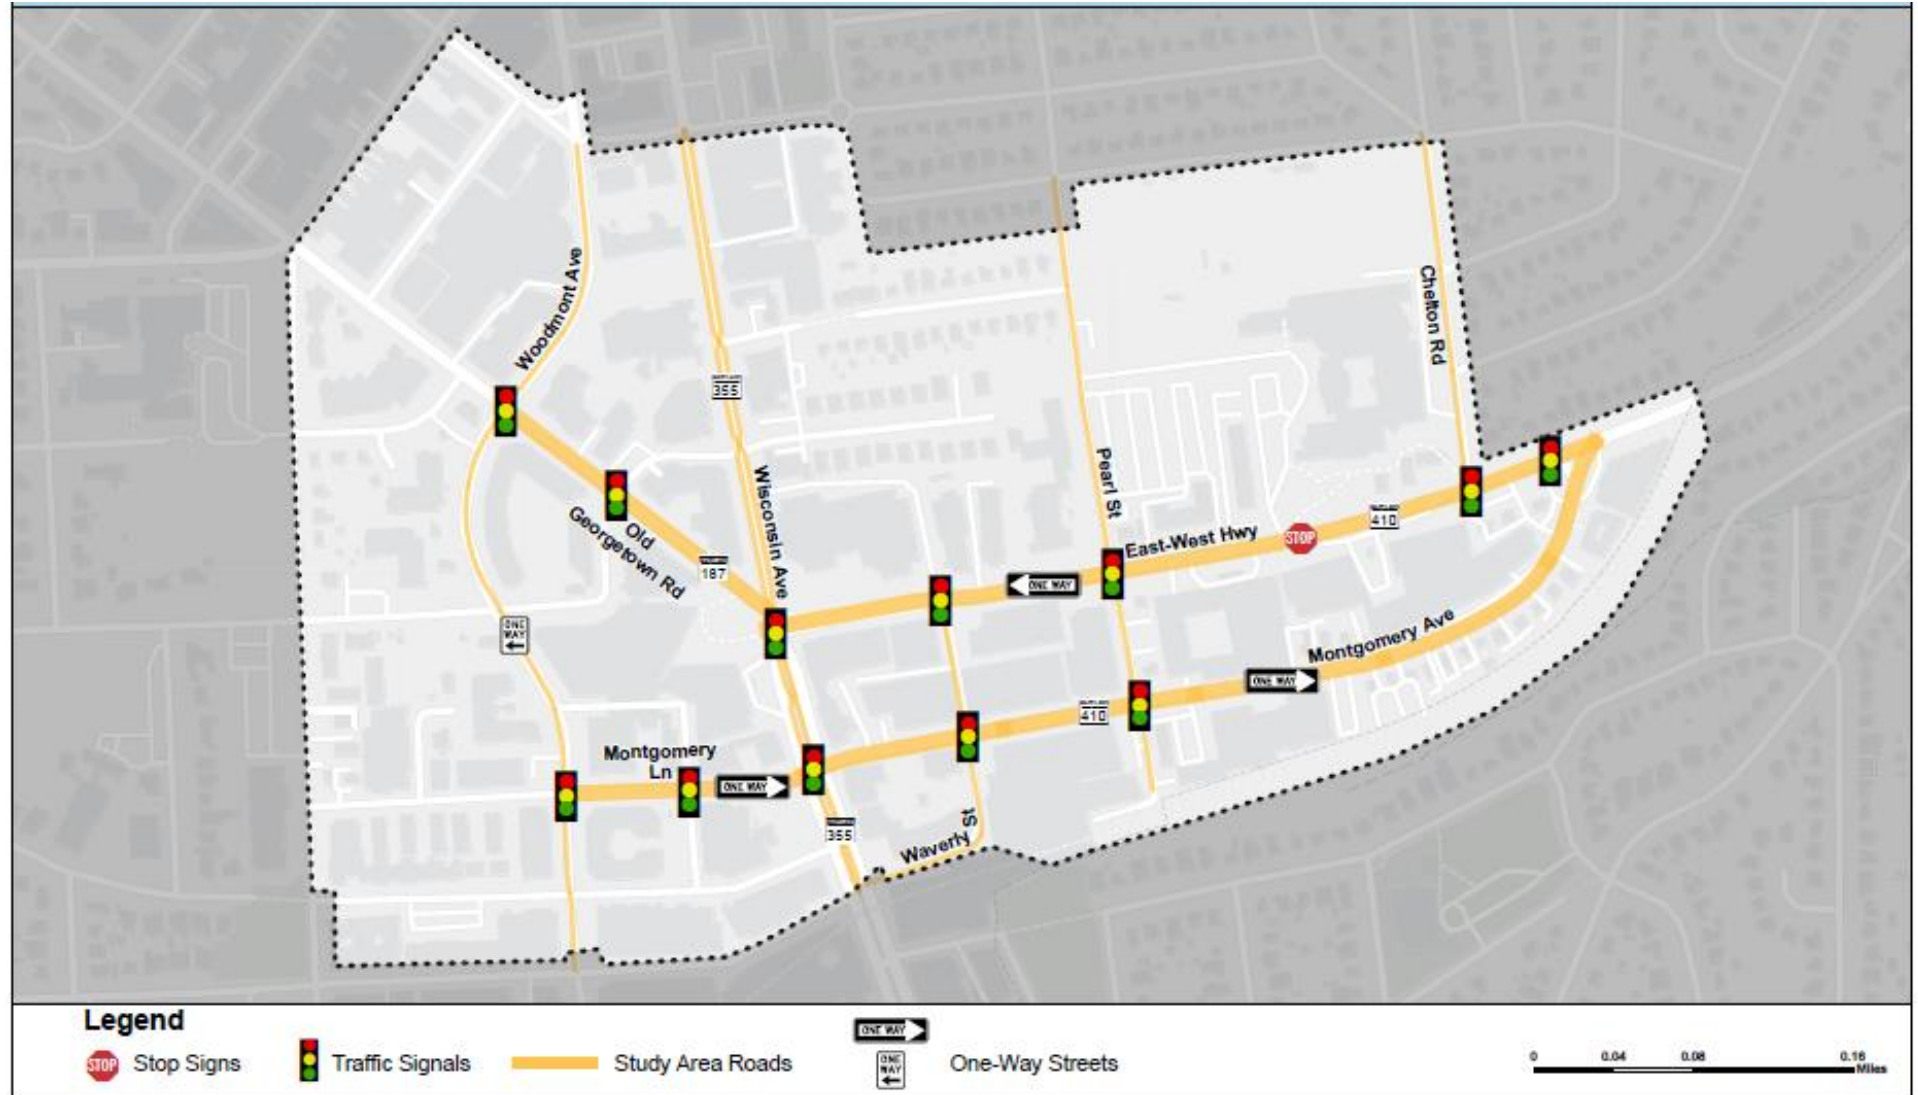 Woodmont Ave
Chelton Rd
355
Wisconsin Ave
Pearl St
Old
Georgetown Rd
187
East-West Hwy
STOP
410
ONE WAY
ONE
WAY
Montgomery Ave
ONE WAY
410
Montgomery
Ln
ONE WAY
355
Waverly St
Legend
STOP Stop Signs
Traffic Signals
Study Area Roads
ONE WAY
ONE
WAY
One-Way Streets
0 0.04 0.08 0.16
Miles